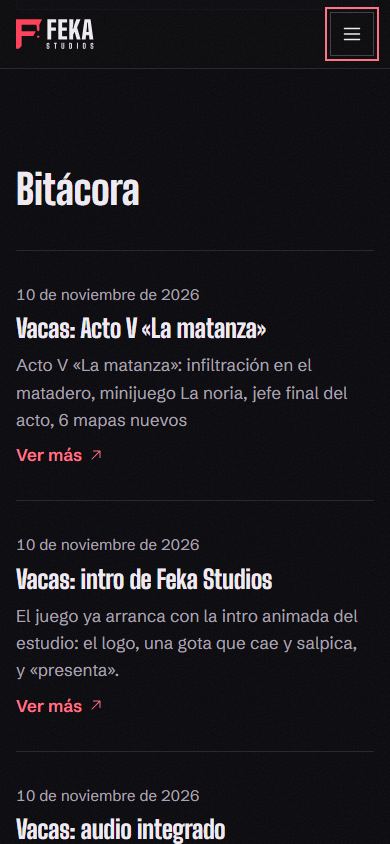 FEKA
STUDIOS
Bitácora
10 de noviembre de 2026
Vacas: Acto V «La matanza»
Acto V «La matanza»: infiltración en el
matadero, minijuego La noria, jefe final del
acto, 6 mapas nuevos
Ver más
10 de noviembre de 2026
Vacas: intro de Feka Studios
El juego ya arranca con la intro animada del
estudio: el logo, una gota que cae y salpica,
y «presenta».
Ver más
10 de noviembre de 2026
Vacas: audio integrado